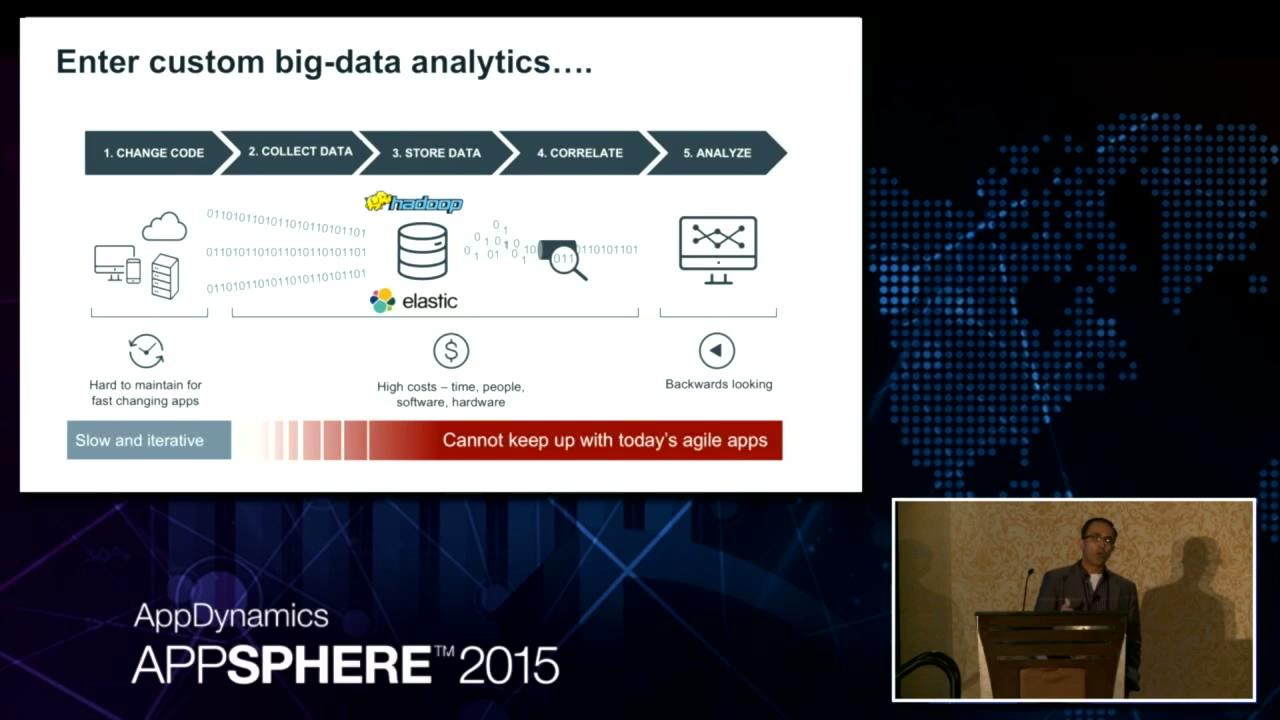 Enter custom big-data analytics….
1. CHANGE CODE
2. COLLECT DATA
3. STORE DATA
4. CORRELATE
5. ANALYZE
hadoop
elastic
Hard to maintain for
fast changing apps
High costs – time, people,
software, hardware
Backwards looking
Slow and iterative
Cannot keep up with today's agile apps
AppDynamics
APPSPHERE™ 2015